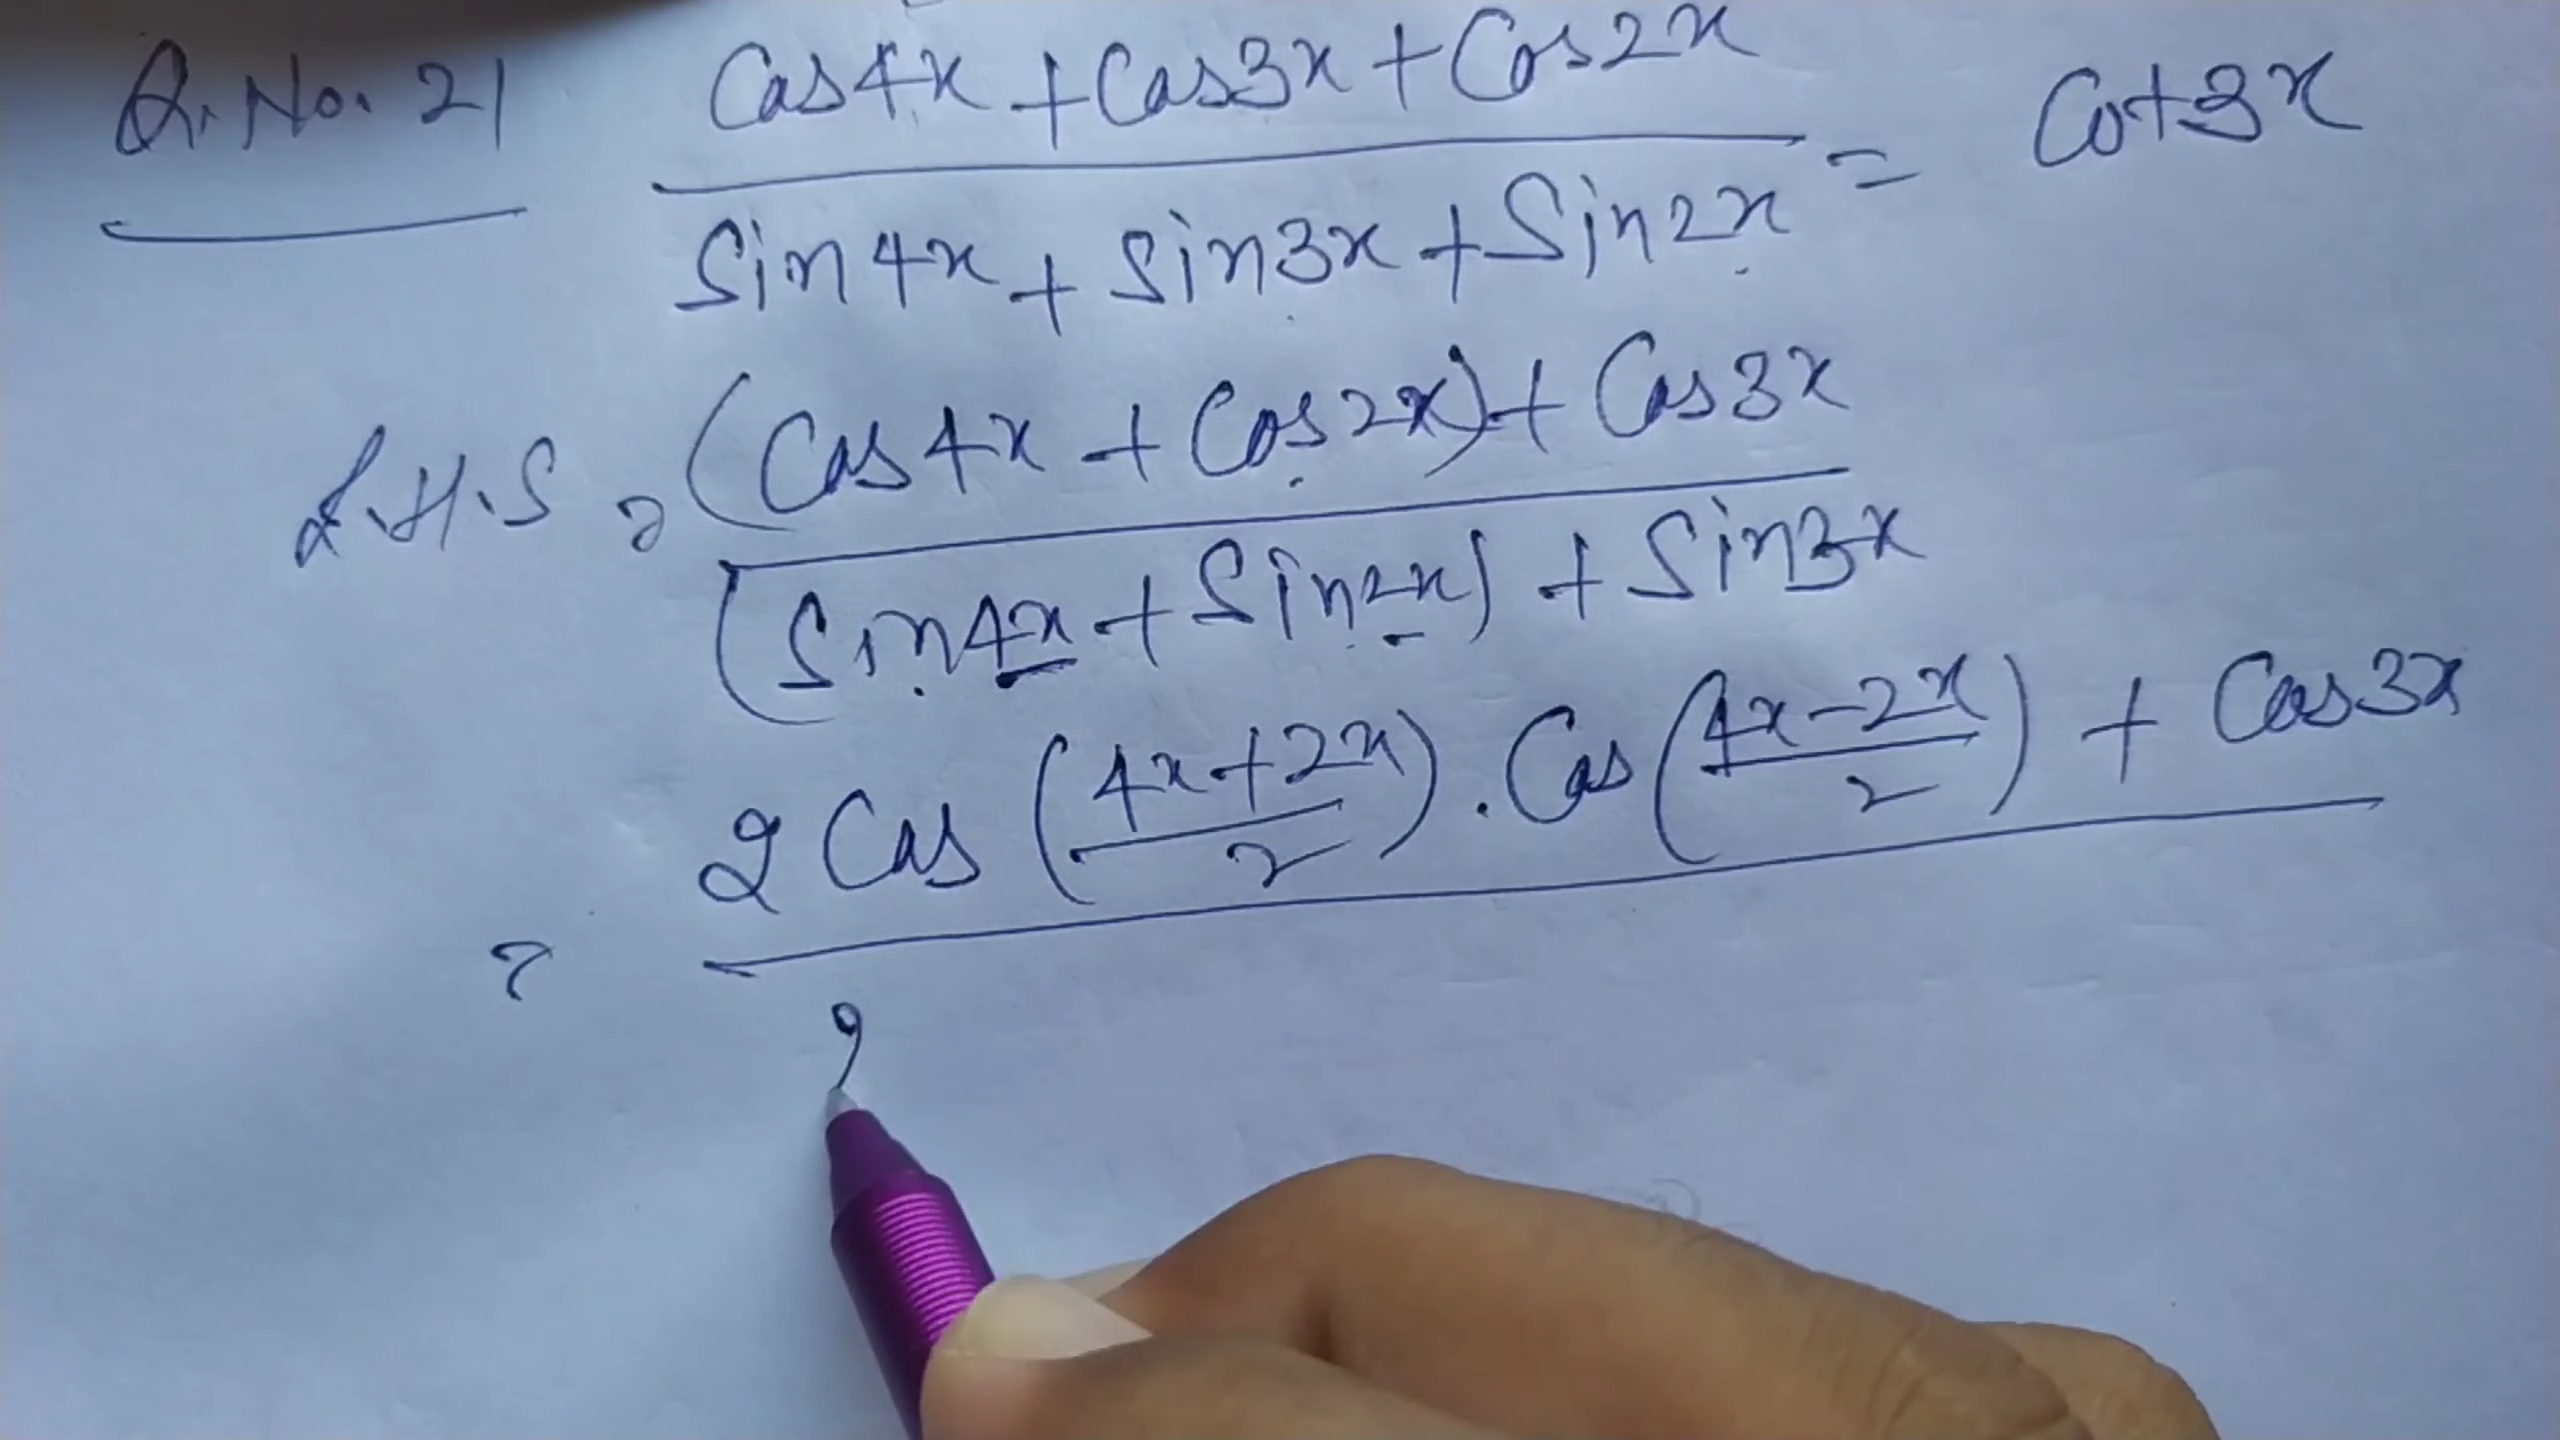 Q. No. 21
Cos4x + Cos3x + Cos2x
Sin4x + Sin3x + Sin2x
= Cot3x
L.H.S = (Cos4x + Cos2x) + Cos3x
(Sin4x + Sin2x) + Sin3x
2 Cos (4x+2x / 2) . Cos (4x-2x / 2) + Cos3x
=